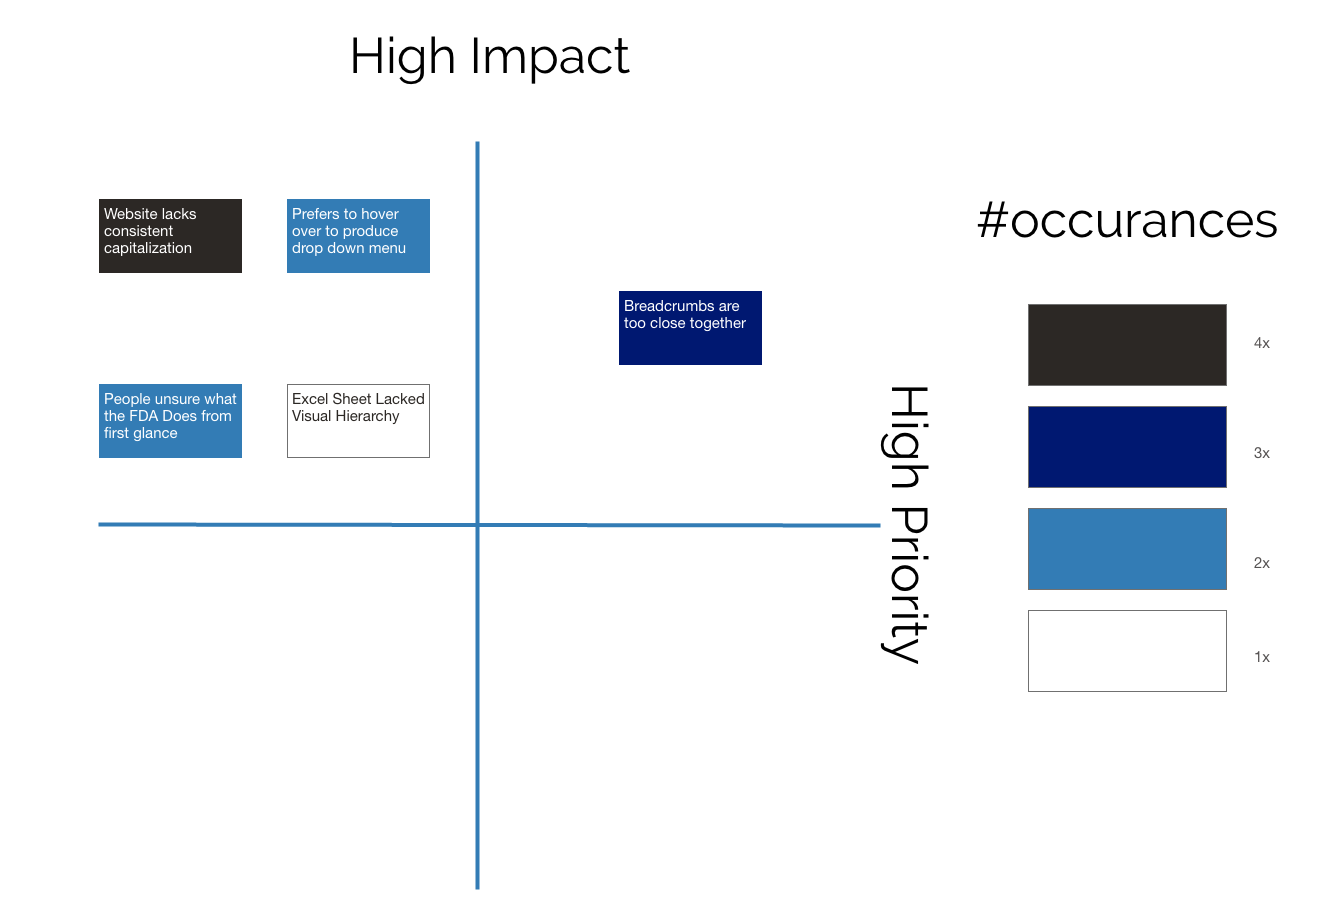 High Impact
Website lacks
consistent
capitalization
Prefers to hover
over to produce
drop down menu
#occurances
Breadcrumbs are
too close together
4x
People unsure what
the FDA Does from
first glance
Excel Sheet Lacked
Visual Hierarchy
High Priority
3x
2x
1x